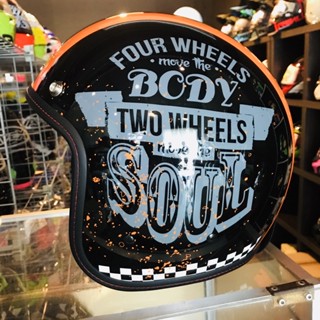 FOUR WHEELS
move the
BODY
TWO WHEELS
move the
SOUL